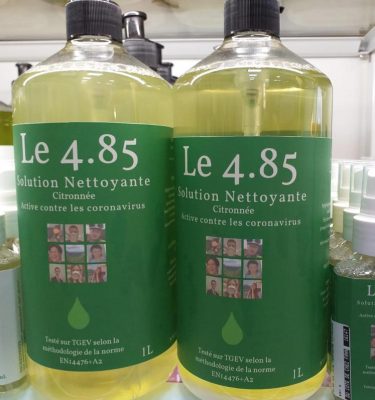 Le 4.85
Solution Nettoyante
Citronnée
Active contre les coronavirus
Testé sur TGEV selon la
méthodologie de la norme
EN14476+A2
1L
Le 4.85
Solution Nettoyante
Citronnée
Active contre les coronavirus
Testé sur TGEV selon la
méthodologie de la norme
EN14476+A2
1L
Le
Solution